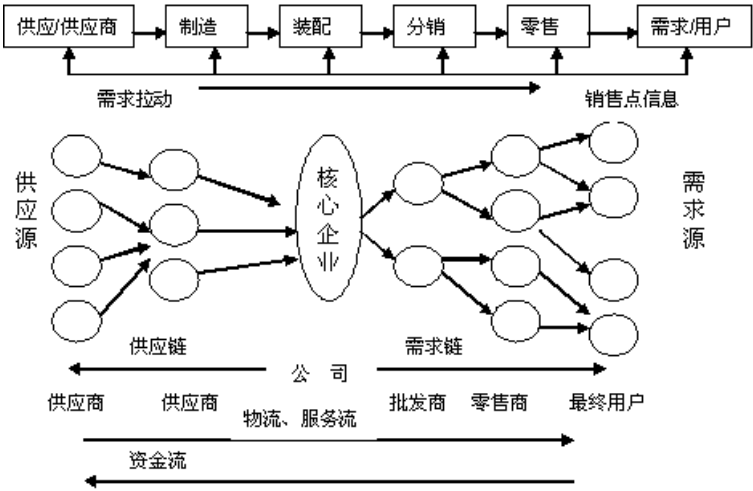 供应/供应商 制造 装配 分销 零售 需求/用户
需求拉动 销售点信息
供应源
核心企业
需求源
供应链 需求链
公 司
供应商 供应商 批发商 零售商 最终用户
物流、服务流
资金流